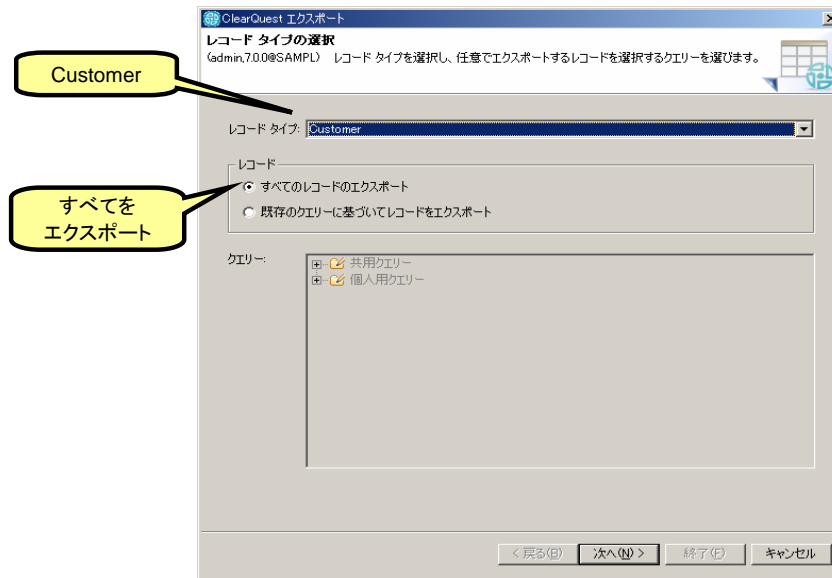 ClearQuest エクスポート
レコード タイプの選択
(admin,7.0.0@SAMPL) レコード タイプを選択し、任意でエクスポートするレコードを選択するクエリーを選びます。
Customer
レコード タイプ: Customer
レコード
すべてのレコードのエクスポート
すべてを
エクスポート
既存のクエリーに基づいてレコードをエクスポート
クエリー:
共用クエリー
個人用クエリー
< 戻る(B)
次へ(N) >
終了(F)
キャンセル